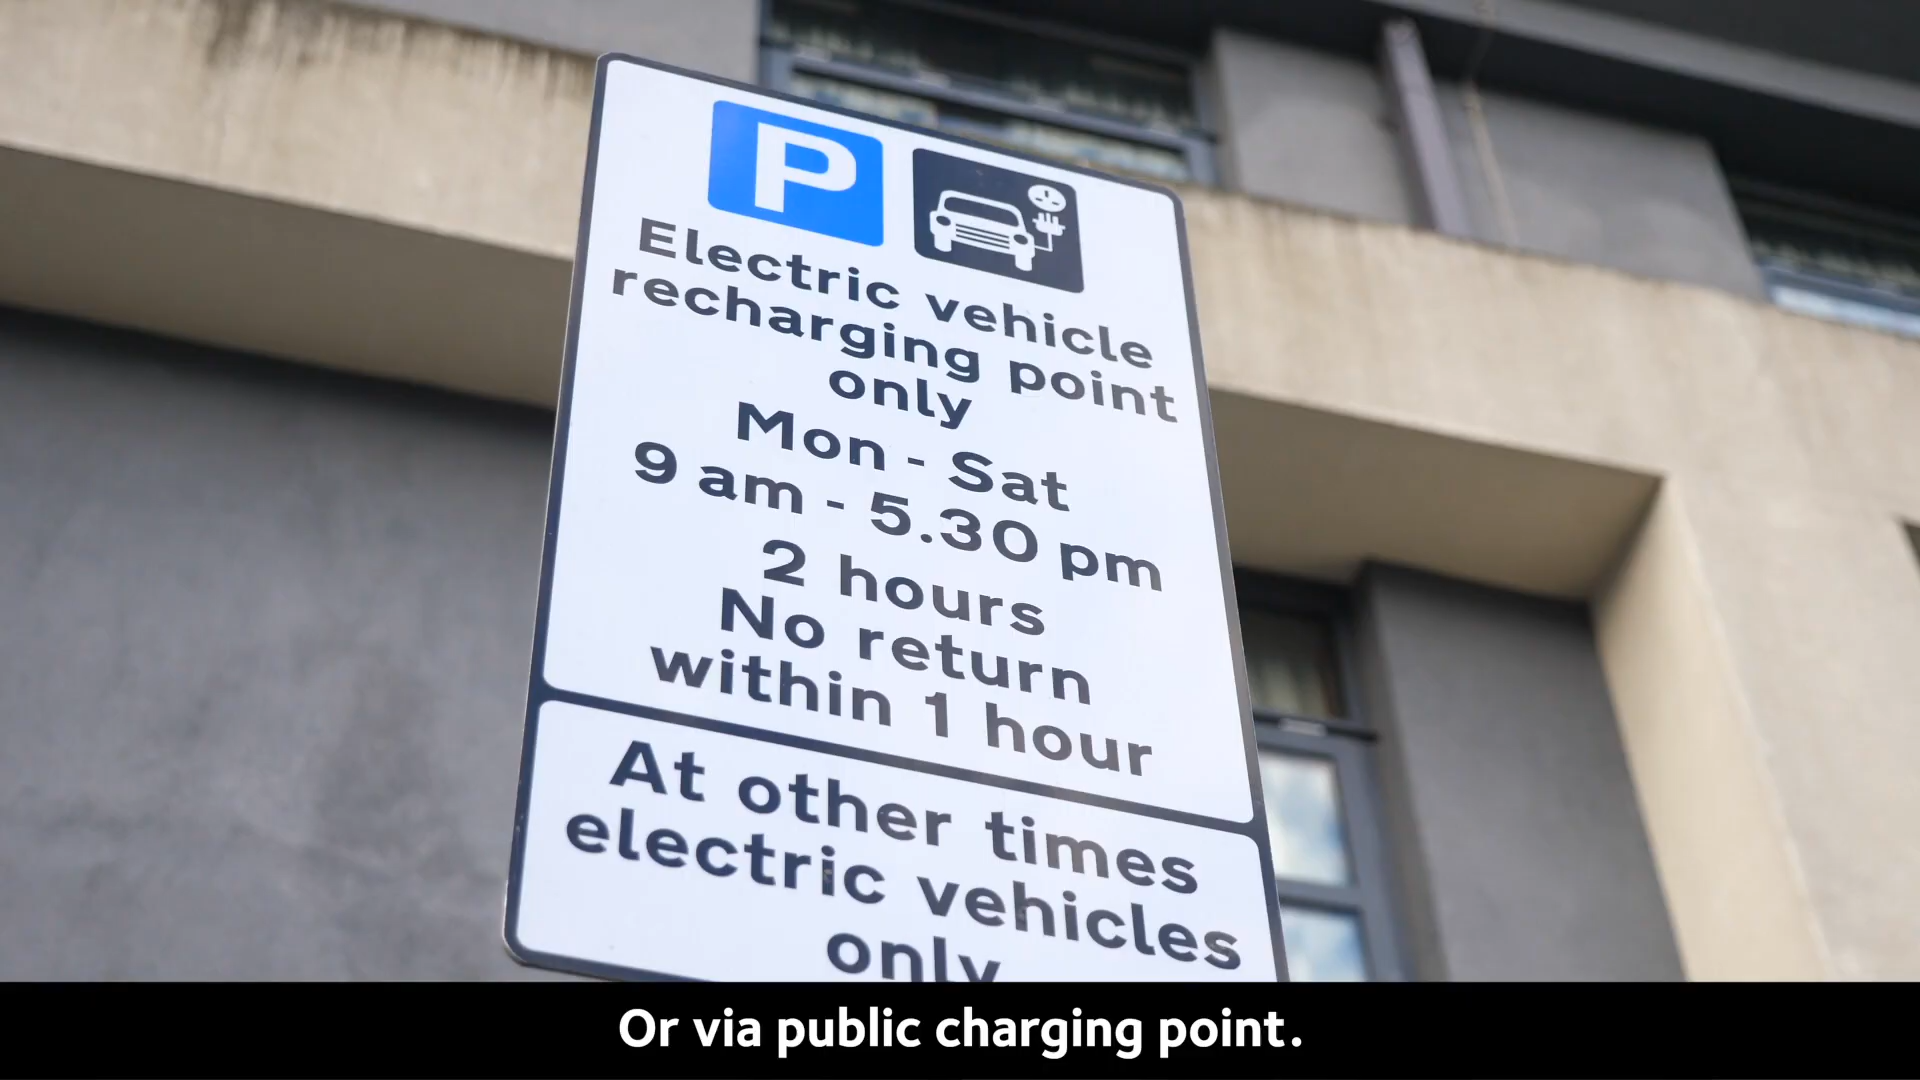 P
Electric vehicle
recharging point
only
Mon - Sat
9 am - 5.30 pm
2 hours
No return
within 1 hour
At other times
electric vehicles
only
Or via public charging point.